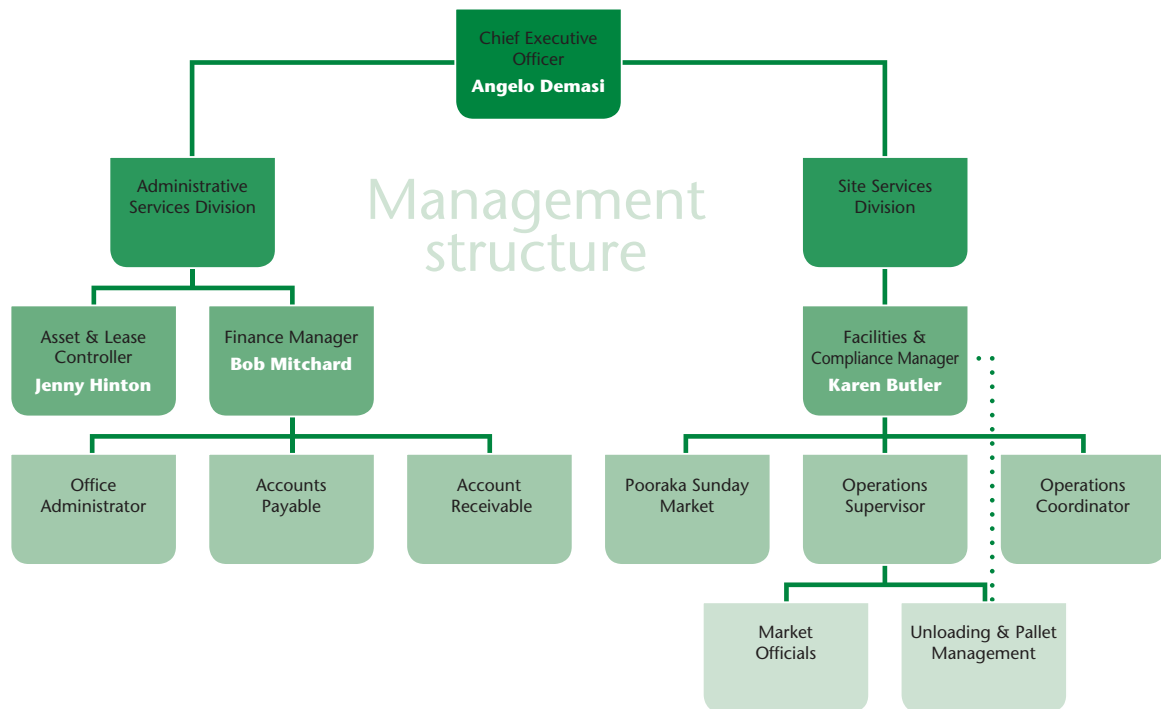 Chief Executive
Officer
Angelo Demasi
Management
structure
Administrative
Services Division
Site Services
Division
Asset & Lease
Controller
Jenny Hinton
Finance Manager
Bob Mitchard
Facilities &
Compliance Manager
Karen Butler
Office
Administrator
Accounts
Payable
Account
Receivable
Pooraka Sunday
Market
Operations
Supervisor
Operations
Coordinator
Market
Officials
Unloading & Pallet
Management